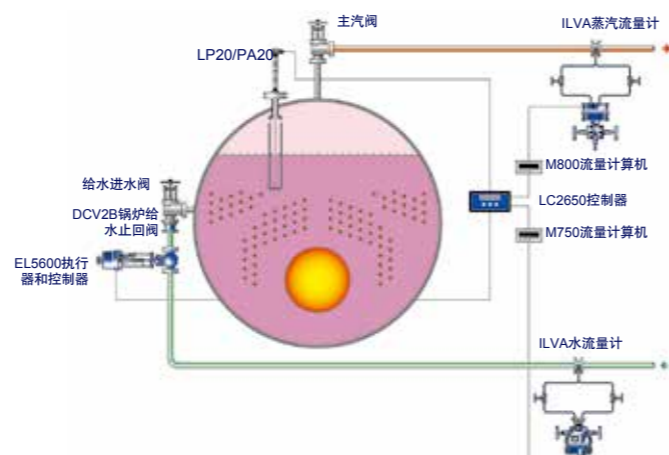 主汽阀
ILVA蒸汽流量计
LP20/PA20
M800流量计算机
给水进水阀
LC2650控制器
DCV2B锅炉给
水止回阀
M750流量计算机
EL5600执行
器和控制器
ILVA水流量计